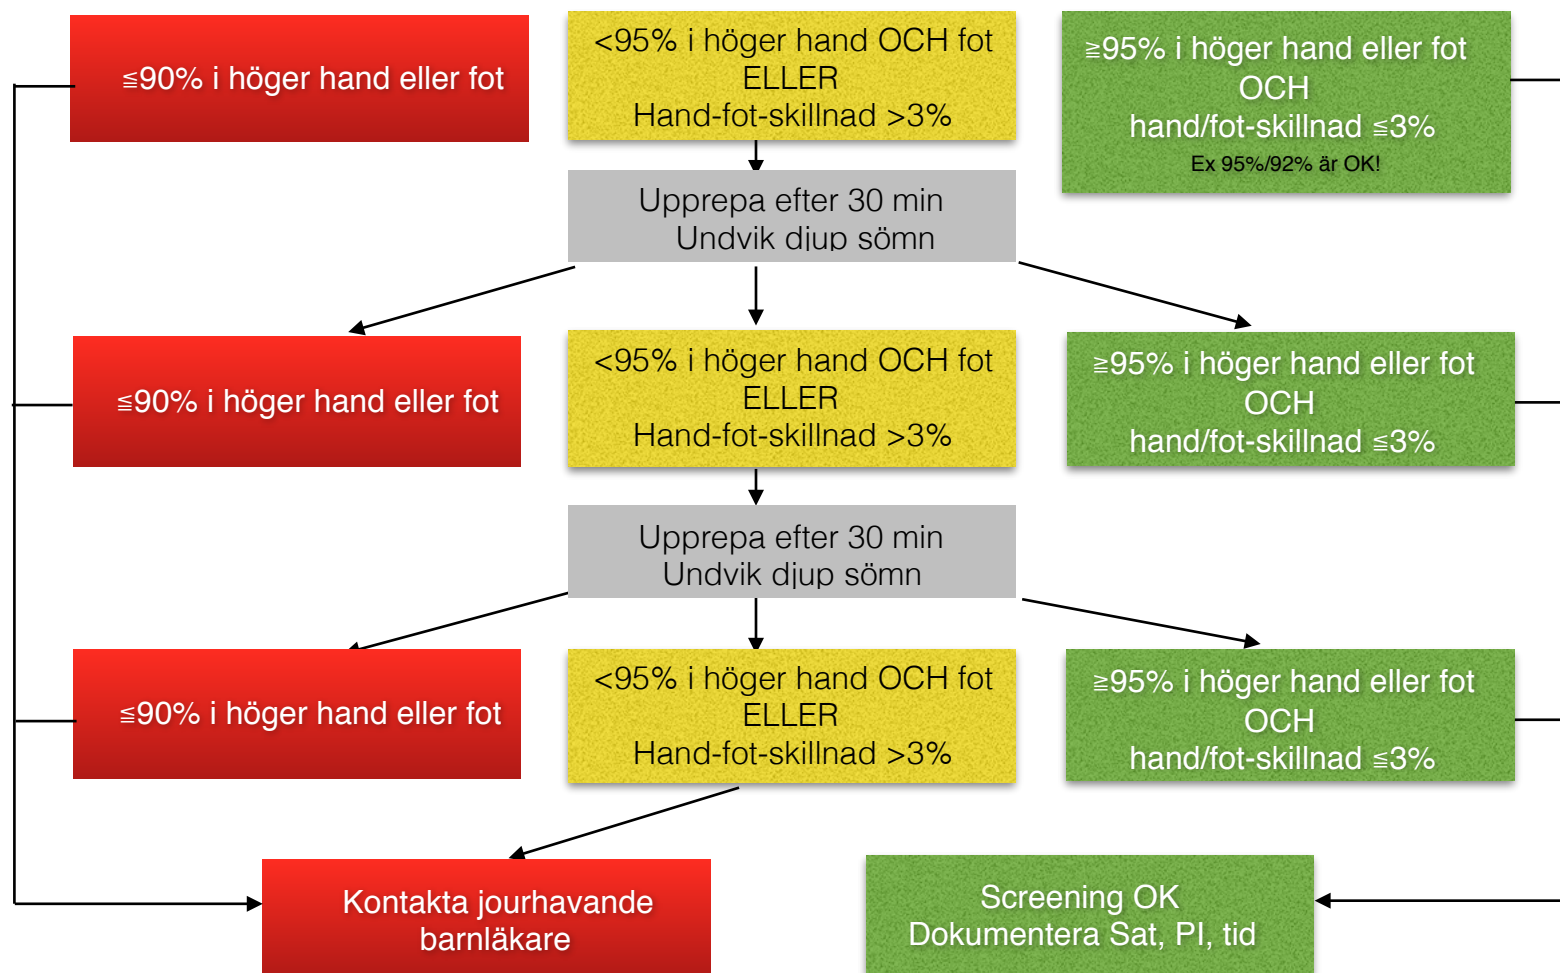 ≦90% i höger hand eller fot
<95% i höger hand OCH fot
ELLER
Hand-fot-skillnad >3%
≧95% i höger hand eller fot
OCH
hand/fot-skillnad ≦3%
Ex 95%/92% är OK!
Upprepa efter 30 min
Undvik djup sömn
≦90% i höger hand eller fot
<95% i höger hand OCH fot
ELLER
Hand-fot-skillnad >3%
≧95% i höger hand eller fot
OCH
hand/fot-skillnad ≦3%
Upprepa efter 30 min
Undvik djup sömn
≦90% i höger hand eller fot
<95% i höger hand OCH fot
ELLER
Hand-fot-skillnad >3%
≧95% i höger hand eller fot
OCH
hand/fot-skillnad ≦3%
Kontakta jourhavande
barnläkare
Screening OK
Dokumentera Sat, PI, tid